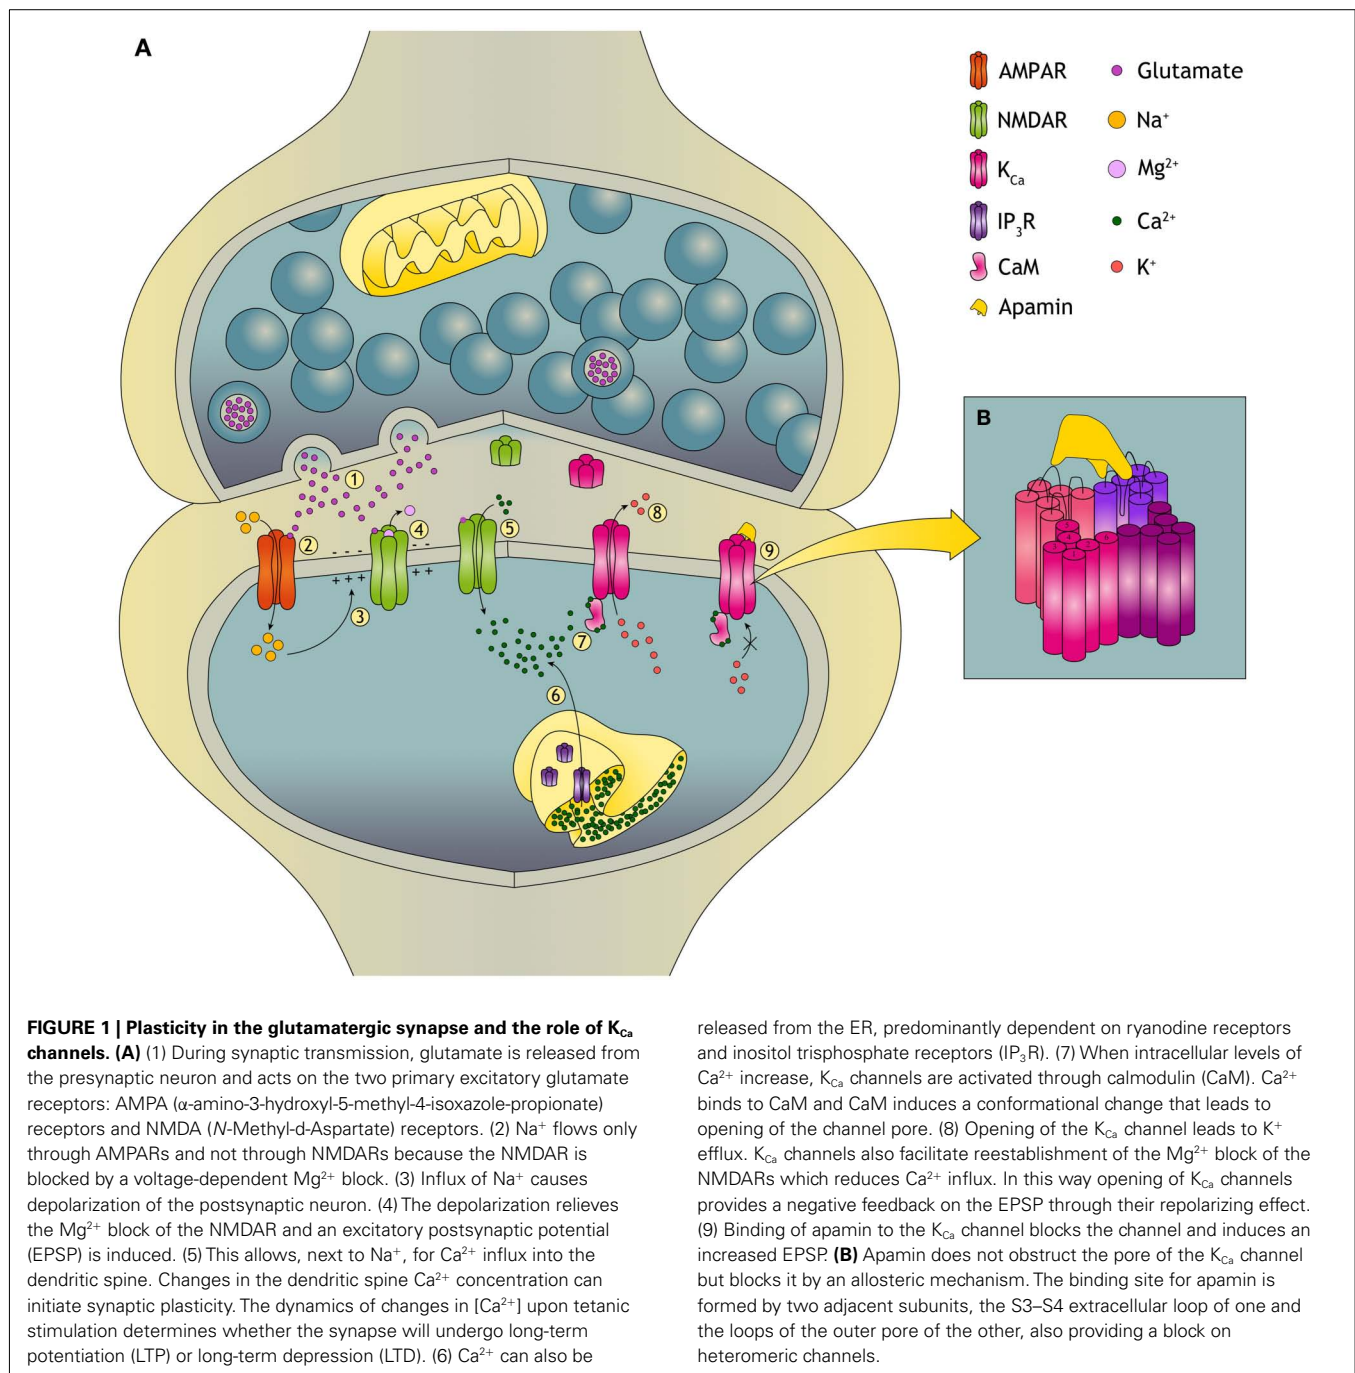 A
AMPAR
NMDAR
K_Ca
IP₃R
CaM
Apamin
Glutamate
Na⁺
Mg²⁺
Ca²⁺
K⁺
1
2
- - -
+ + +
3
4
- -
+ +
5
6
7
8
9
B
3
4
5
6
3
1
2
FIGURE 1 | Plasticity in the glutamatergic synapse and the role of K_Ca
channels. (A) (1) During synaptic transmission, glutamate is released from
the presynaptic neuron and acts on the two primary excitatory glutamate
receptors: AMPA (α-amino-3-hydroxyl-5-methyl-4-isoxazole-propionate)
receptors and NMDA (N-Methyl-d-Aspartate) receptors. (2) Na⁺ flows only
through AMPARs and not through NMDARs because the NMDAR is
blocked by a voltage-dependent Mg²⁺ block. (3) Influx of Na⁺ causes
depolarization of the postsynaptic neuron. (4) The depolarization relieves
the Mg²⁺ block of the NMDAR and an excitatory postsynaptic potential
(EPSP) is induced. (5) This allows, next to Na⁺, for Ca²⁺ influx into the
dendritic spine. Changes in the dendritic spine Ca²⁺ concentration can
initiate synaptic plasticity. The dynamics of changes in [Ca²⁺] upon tetanic
stimulation determines whether the synapse will undergo long-term
potentiation (LTP) or long-term depression (LTD). (6) Ca²⁺ can also be
released from the ER, predominantly dependent on ryanodine receptors
and inositol trisphosphate receptors (IP₃R). (7) When intracellular levels of
Ca²⁺ increase, K_Ca channels are activated through calmodulin (CaM). Ca²⁺
binds to CaM and CaM induces a conformational change that leads to
opening of the channel pore. (8) Opening of the K_Ca channel leads to K⁺
efflux. K_Ca channels also facilitate reestablishment of the Mg²⁺ block of the
NMDARs which reduces Ca²⁺ influx. In this way opening of K_Ca channels
provides a negative feedback on the EPSP through their repolarizing effect.
(9) Binding of apamin to the K_Ca channel blocks the channel and induces an
increased EPSP. (B) Apamin does not obstruct the pore of the K_Ca channel
but blocks it by an allosteric mechanism. The binding site for apamin is
formed by two adjacent subunits, the S3–S4 extracellular loop of one and
the loops of the outer pore of the other, also providing a block on
heteromeric channels.